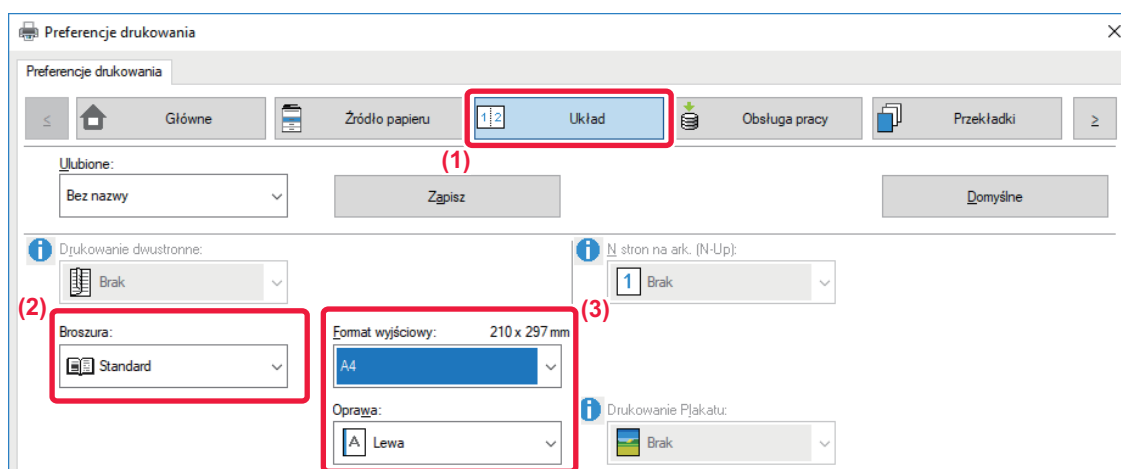 Preferencje drukowania
Preferencje drukowania
<
Główne
Źródło papieru
1 2
Układ
Obsługa pracy
Przekładki
>
(1)
Ulubione:
Bez nazwy
Zapisz
Domyślne
Drukowanie dwustronne:
Brak
N stron na ark. (N-Up):
1
Brak
(2)
Broszura:
Standard
(3)
Format wyjściowy: 210 x 297 mm
A4
Oprawa:
A
Lewa
Drukowanie Plakatu:
Brak